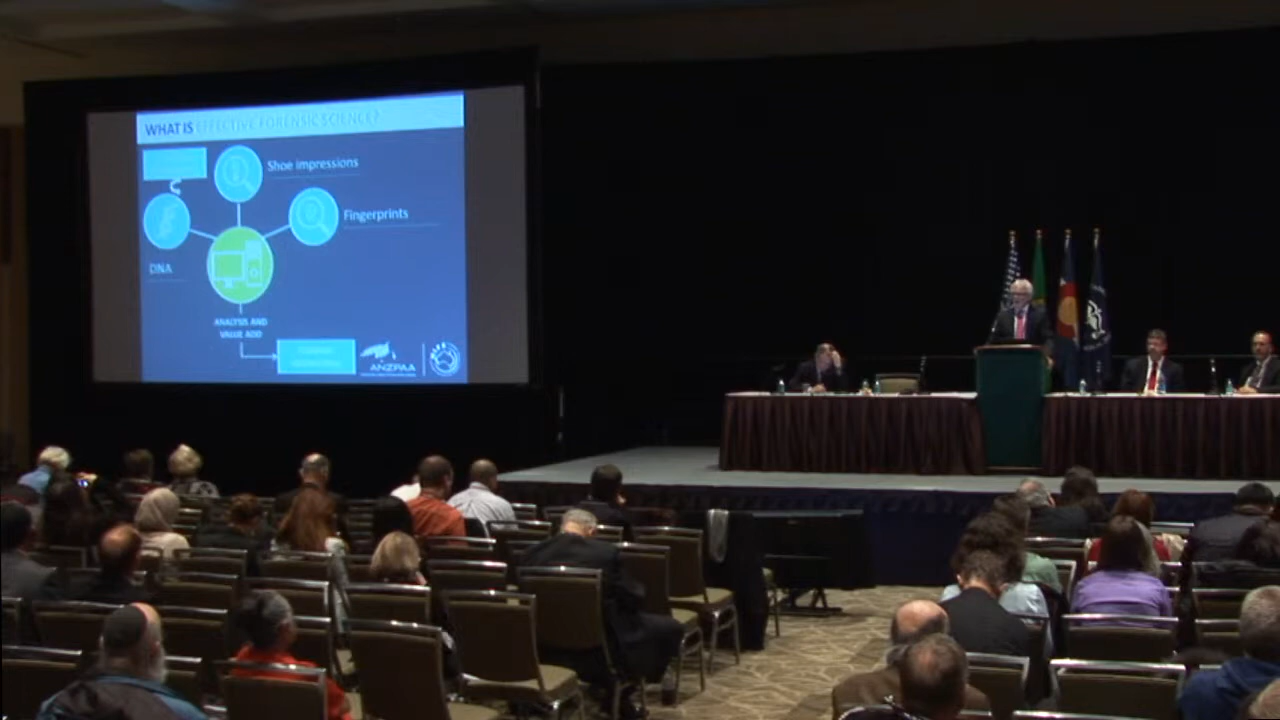 WHAT IS EFFECTIVE FORENSIC SCIENCE?
Shoe impressions
Fingerprints
DNA
ANALYSIS AND
VALUE ADD
ANZPAA